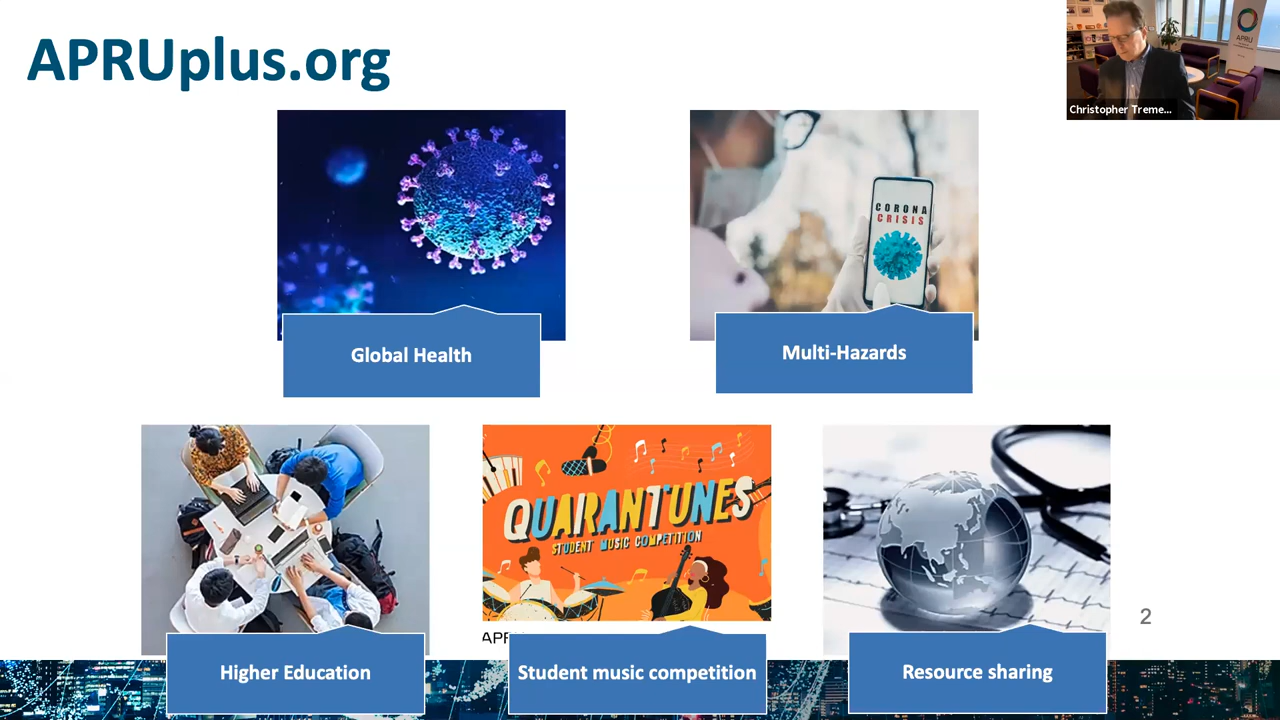 APRUplus.org
APRU
Christopher Treme...
CORONA
CRISIS
Global Health
Multi-Hazards
QUARANTUNES
STUDENT MUSIC COMPETITION
2
Higher Education
Student music competition
Resource sharing